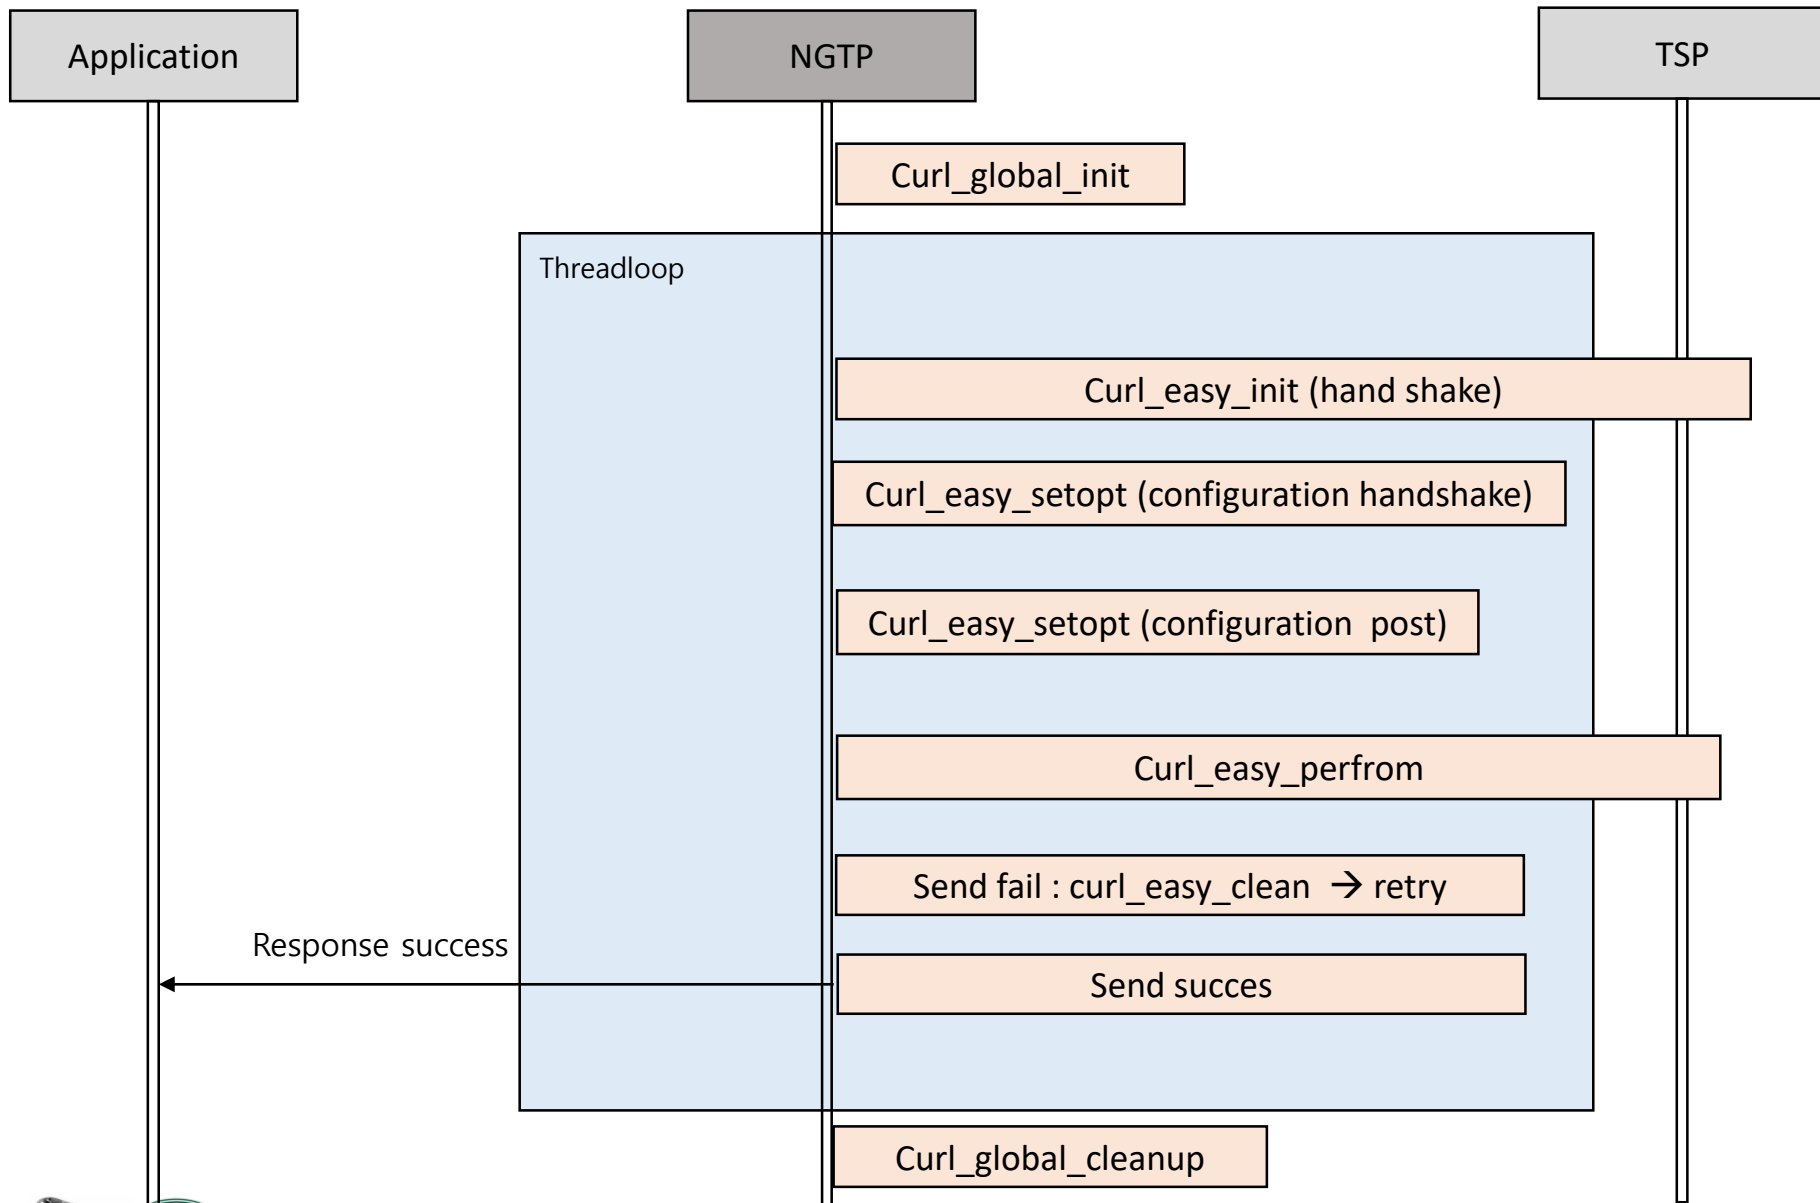 Application
NGTP
TSP
Curl_global_init
Threadloop
Curl_easy_init (hand shake)
Curl_easy_setopt (configuration handshake)
Curl_easy_setopt (configuration  post)
Curl_easy_perfrom
Send fail : curl_easy_clean → retry
Response success
Send succes
Curl_global_cleanup